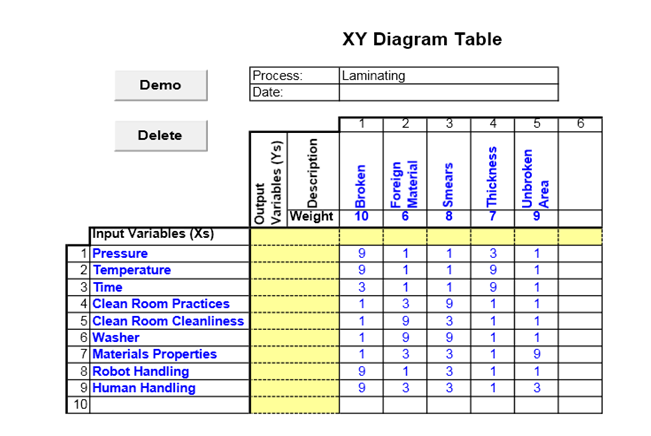 XY Diagram Table
Demo
Delete
Process: Laminating
Date:
1 2 3 4 5 6
Output Variables (Ys)
Description
Broken
Foreign Material
Smears
Thickness
Unbroken Area
Weight 10 6 8 7 9
Input Variables (Xs)
1 Pressure 9 1 1 3 1
2 Temperature 9 1 1 9 1
3 Time 3 1 1 9 1
4 Clean Room Practices 1 3 9 1 1
5 Clean Room Cleanliness 1 9 3 1 1
6 Washer 1 9 9 1 1
7 Materials Properties 1 3 3 1 9
8 Robot Handling 9 1 3 1 1
9 Human Handling 9 3 3 1 3
10